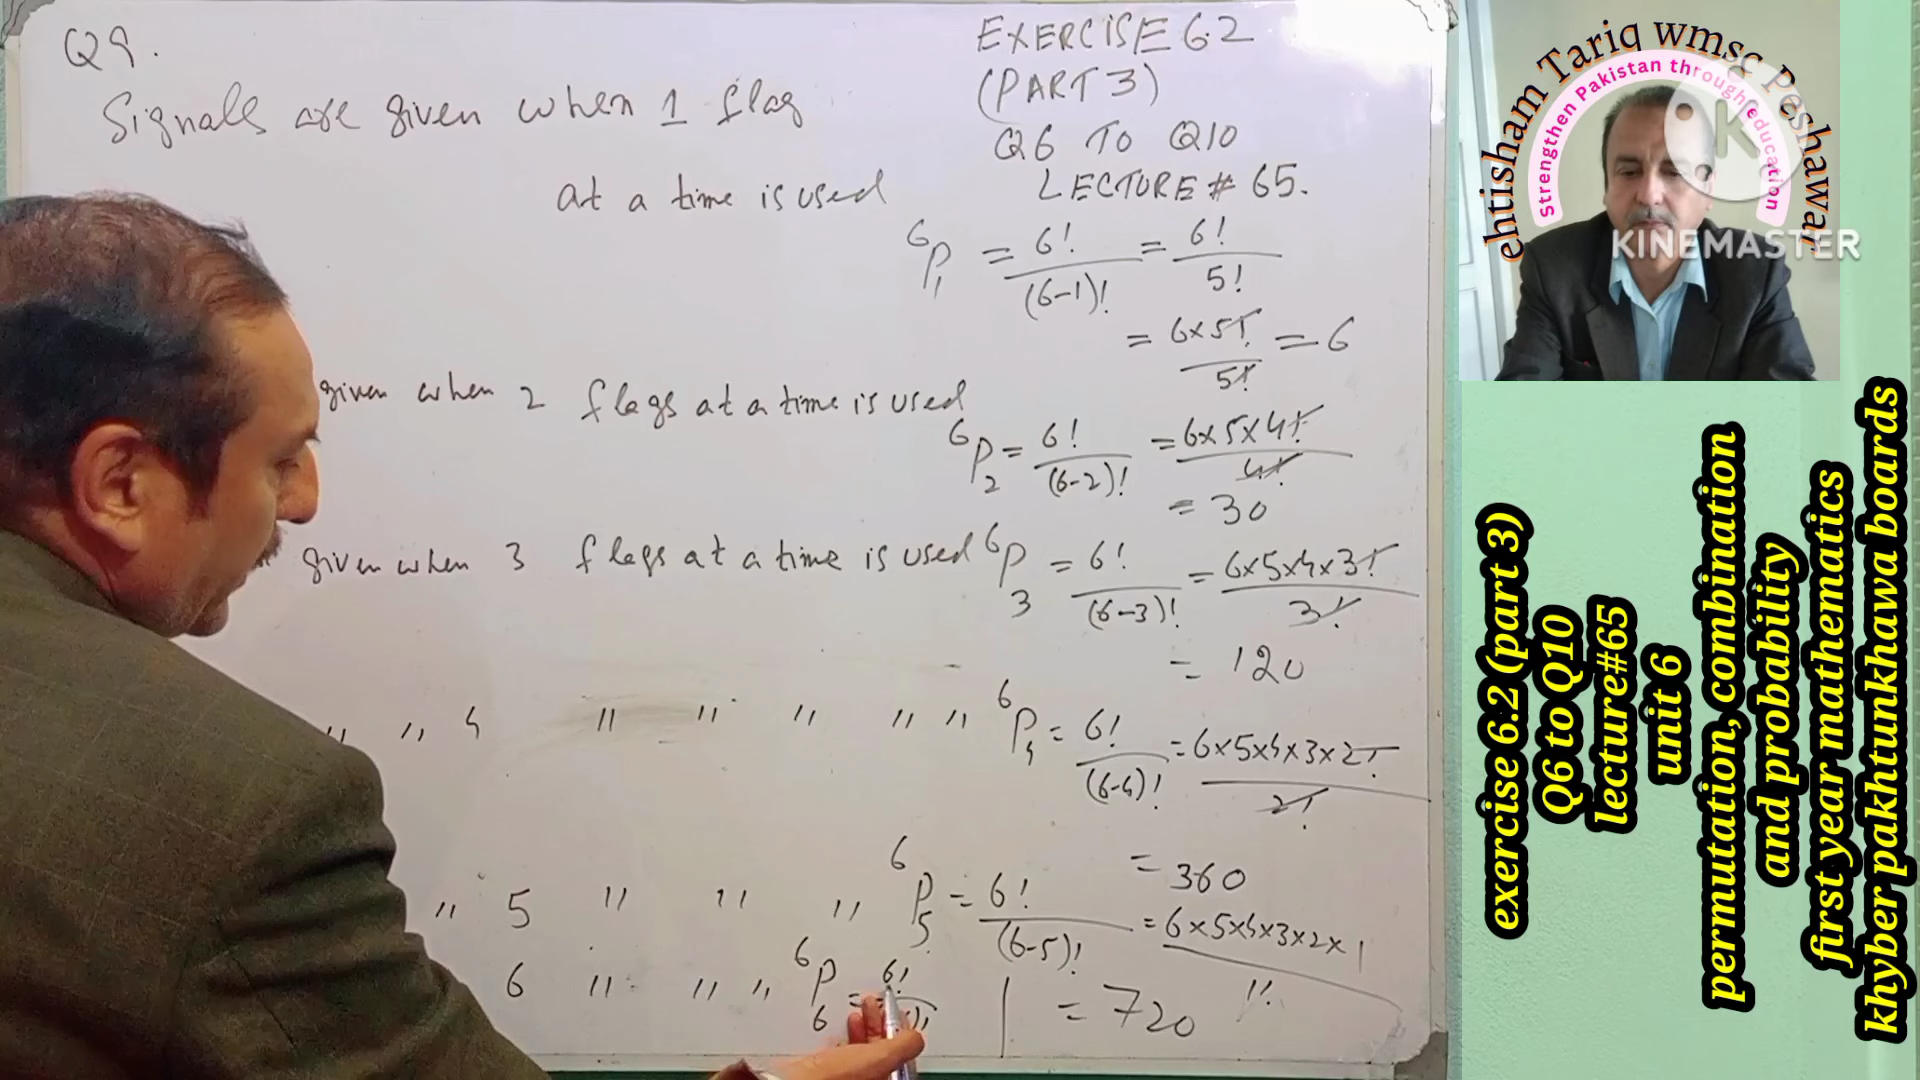 Q9.
Signals are given when 1 flag
at a time is used
EXERCISE 6.2
(PART 3)
Q6 TO Q10
LECTURE # 65.
6P1 = 6!/(6-1)! = 6!/5!
= 6×5!/5! = 6
given when 2 flags at a time is used
6P2 = 6!/(6-2)! = 6×5×4!/4!
= 30
given when 3 flags at a time is used 6P3 = 6!/(6-3)! = 6×5×4×3!/3!
= 120
" " 4 " " " " " 6P4 = 6!/(6-4)! = 6×5×4×3×2!/2!
= 360
" 5 " " " 6P5 = 6!/(6-5)! = 6×5×4×3×2×1/1!
6 " " " 6P6 = 6!
= 720
ehtisham Tariq wmsg Peshawar
Strengthen Pakistan through education
K
KINEMASTER
exercise 6.2 (part 3)
Q6 to Q10
lecture#65
unit 6
permutation, combination
and probability
first year mathematics
khyber pakhtunkhawa boards